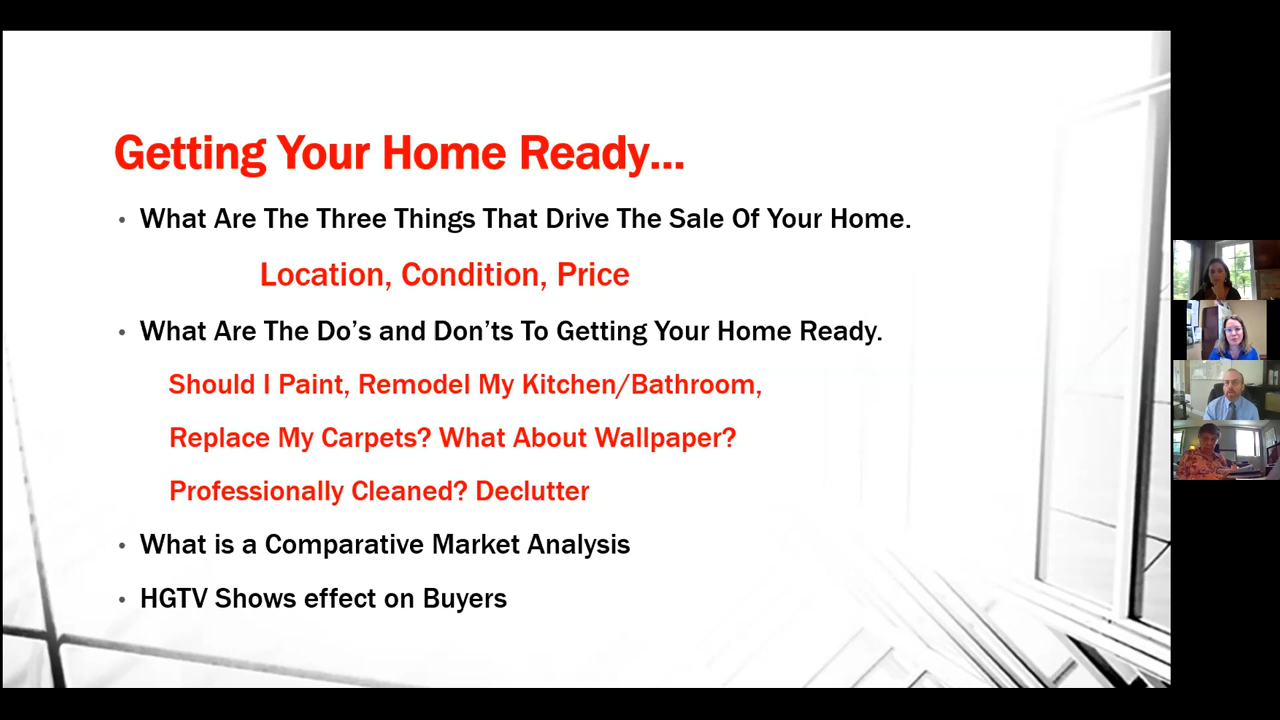 Getting Your Home Ready...
• What Are The Three Things That Drive The Sale Of Your Home.
Location, Condition, Price
• What Are The Do’s and Don’ts To Getting Your Home Ready.
Should I Paint, Remodel My Kitchen/Bathroom,
Replace My Carpets? What About Wallpaper?
Professionally Cleaned? Declutter
• What is a Comparative Market Analysis
• HGTV Shows effect on Buyers